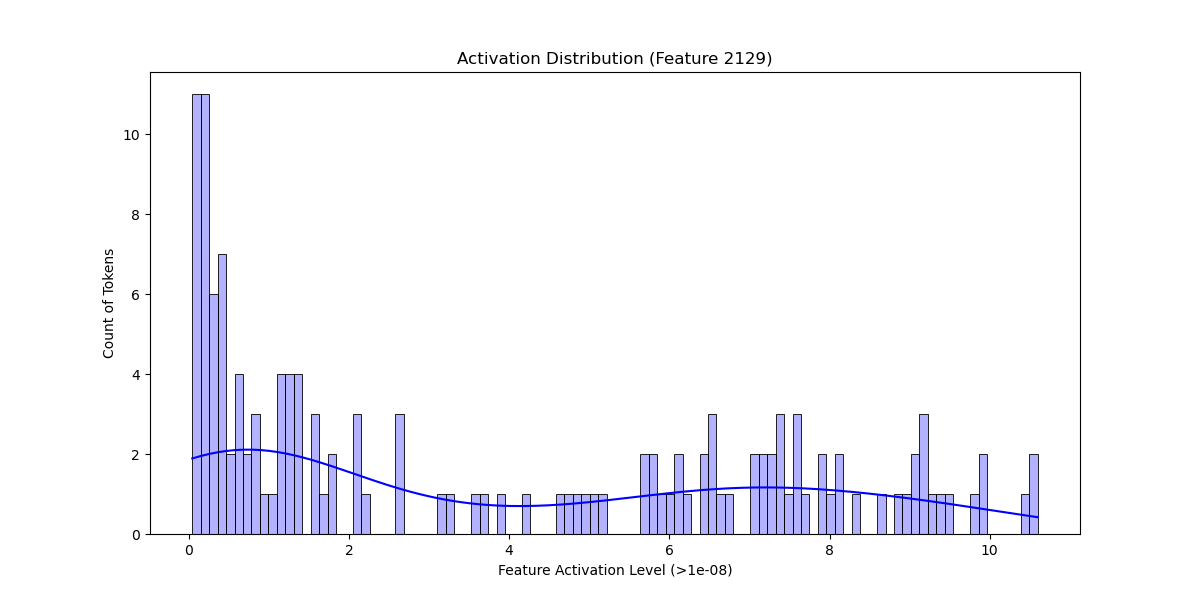 Activation Distribution (Feature 2129)
Count of Tokens
10
8
6
4
2
0
0 2 4 6 8 10
Feature Activation Level (>1e-08)